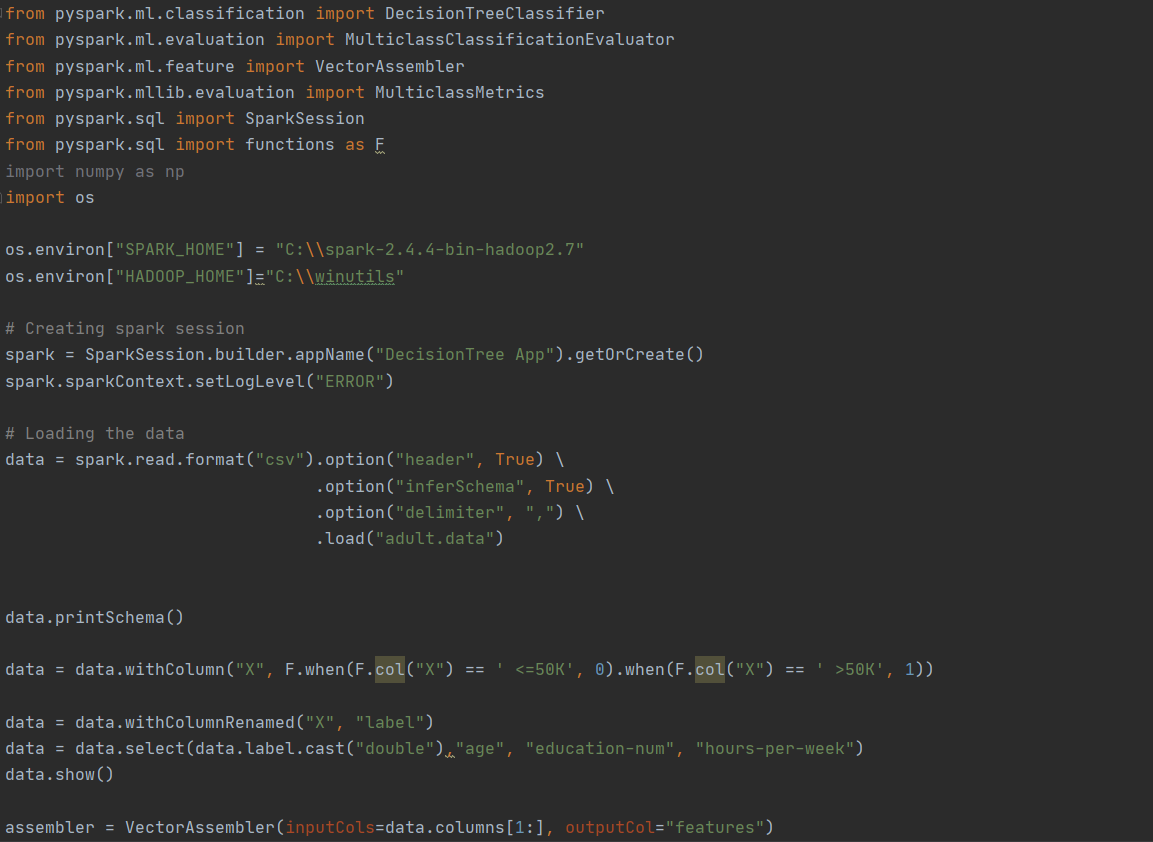 from pyspark.ml.classification import DecisionTreeClassifier
from pyspark.ml.evaluation import MulticlassClassificationEvaluator
from pyspark.ml.feature import VectorAssembler
from pyspark.mllib.evaluation import MulticlassMetrics
from pyspark.sql import SparkSession
from pyspark.sql import functions as F
import numpy as np
import os

os.environ["SPARK_HOME"] = "C:\\spark-2.4.4-bin-hadoop2.7"
os.environ["HADOOP_HOME"]="C:\\winutils"

# Creating spark session
spark = SparkSession.builder.appName("DecisionTree App").getOrCreate()
spark.sparkContext.setLogLevel("ERROR")

# Loading the data
data = spark.read.format("csv").option("header", True) \
                               .option("inferSchema", True) \
                               .option("delimiter", ",") \
                               .load("adult.data")

data.printSchema()

data = data.withColumn("X", F.when(F.col("X") == ' <=50K', 0).when(F.col("X") == ' >50K', 1))

data = data.withColumnRenamed("X", "label")
data = data.select(data.label.cast("double"),"age", "education-num", "hours-per-week")
data.show()

assembler = VectorAssembler(inputCols=data.columns[1:], outputCol="features")